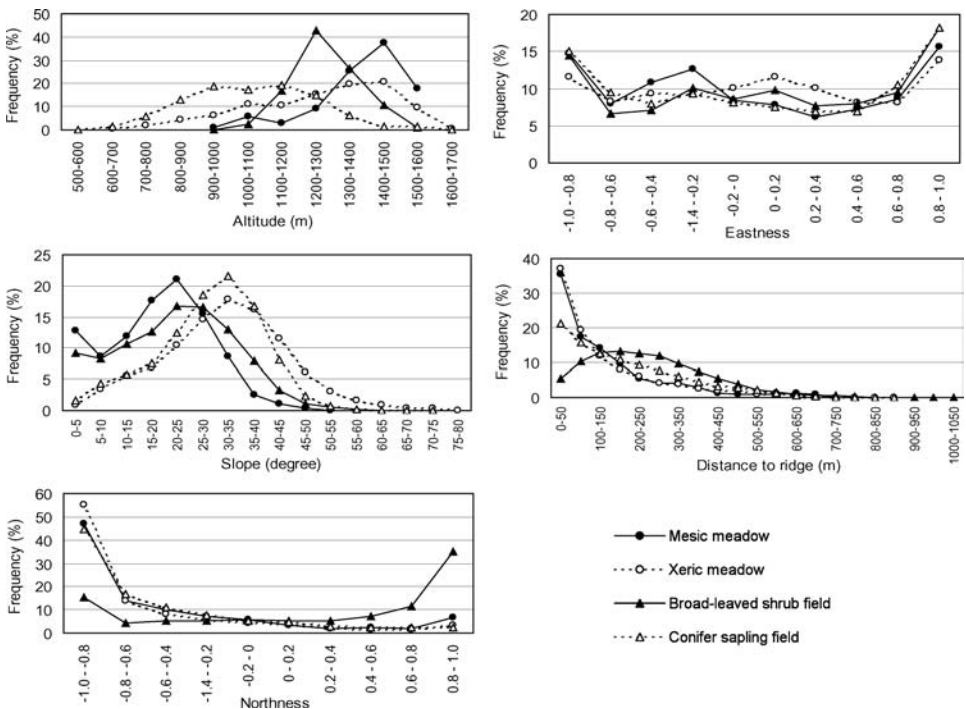 Frequency (%)
50
40
30
20
10
0
500-600
600-700
700-800
800-900
900-1000
1000-1100
1100-1200
1200-1300
1300-1400
1400-1500
1500-1600
1600-1700
Altitude (m)
Frequency (%)
20
15
10
5
0
-1.0 - -0.8
-0.8 - -0.6
-0.6 - -0.4
-1.4 - -0.2
-0.2 - 0
0 - 0.2
0.2 - 0.4
0.4 - 0.6
0.6 - 0.8
0.8 - 1.0
Eastness
Frequency (%)
25
20
15
10
5
0
0-5
5-10
10-15
15-20
20-25
25-30
30-35
35-40
40-45
45-50
50-55
55-60
60-65
65-70
70-75
75-80
Slope (degree)
Frequency (%)
40
30
20
10
0
0-50
100-150
200-250
300-350
400-450
500-550
600-650
700-750
800-850
900-950
1000-1050
Distance to ridge (m)
Frequency (%)
60
50
40
30
20
10
0
-1.0 - -0.8
-0.8 - -0.6
-0.6 - -0.4
-1.4 - -0.2
-0.2 - 0
0 - 0.2
0.2 - 0.4
0.4 - 0.6
0.6 - 0.8
0.8 - 1.0
Northness
Mesic meadow
Xeric meadow
Broad-leaved shrub field
Conifer sapling field